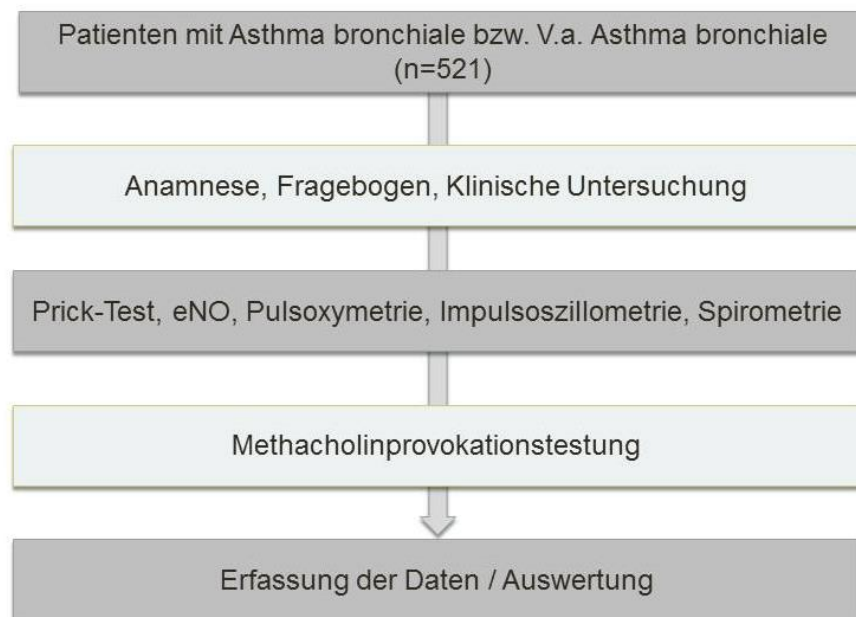 Patienten mit Asthma bronchiale bzw. V.a. Asthma bronchiale
(n=521)
Anamnese, Fragebogen, Klinische Untersuchung
Prick-Test, eNO, Pulsoxymetrie, Impulsoszillometrie, Spirometrie
Methacholinprovokationstestung
Erfassung der Daten / Auswertung